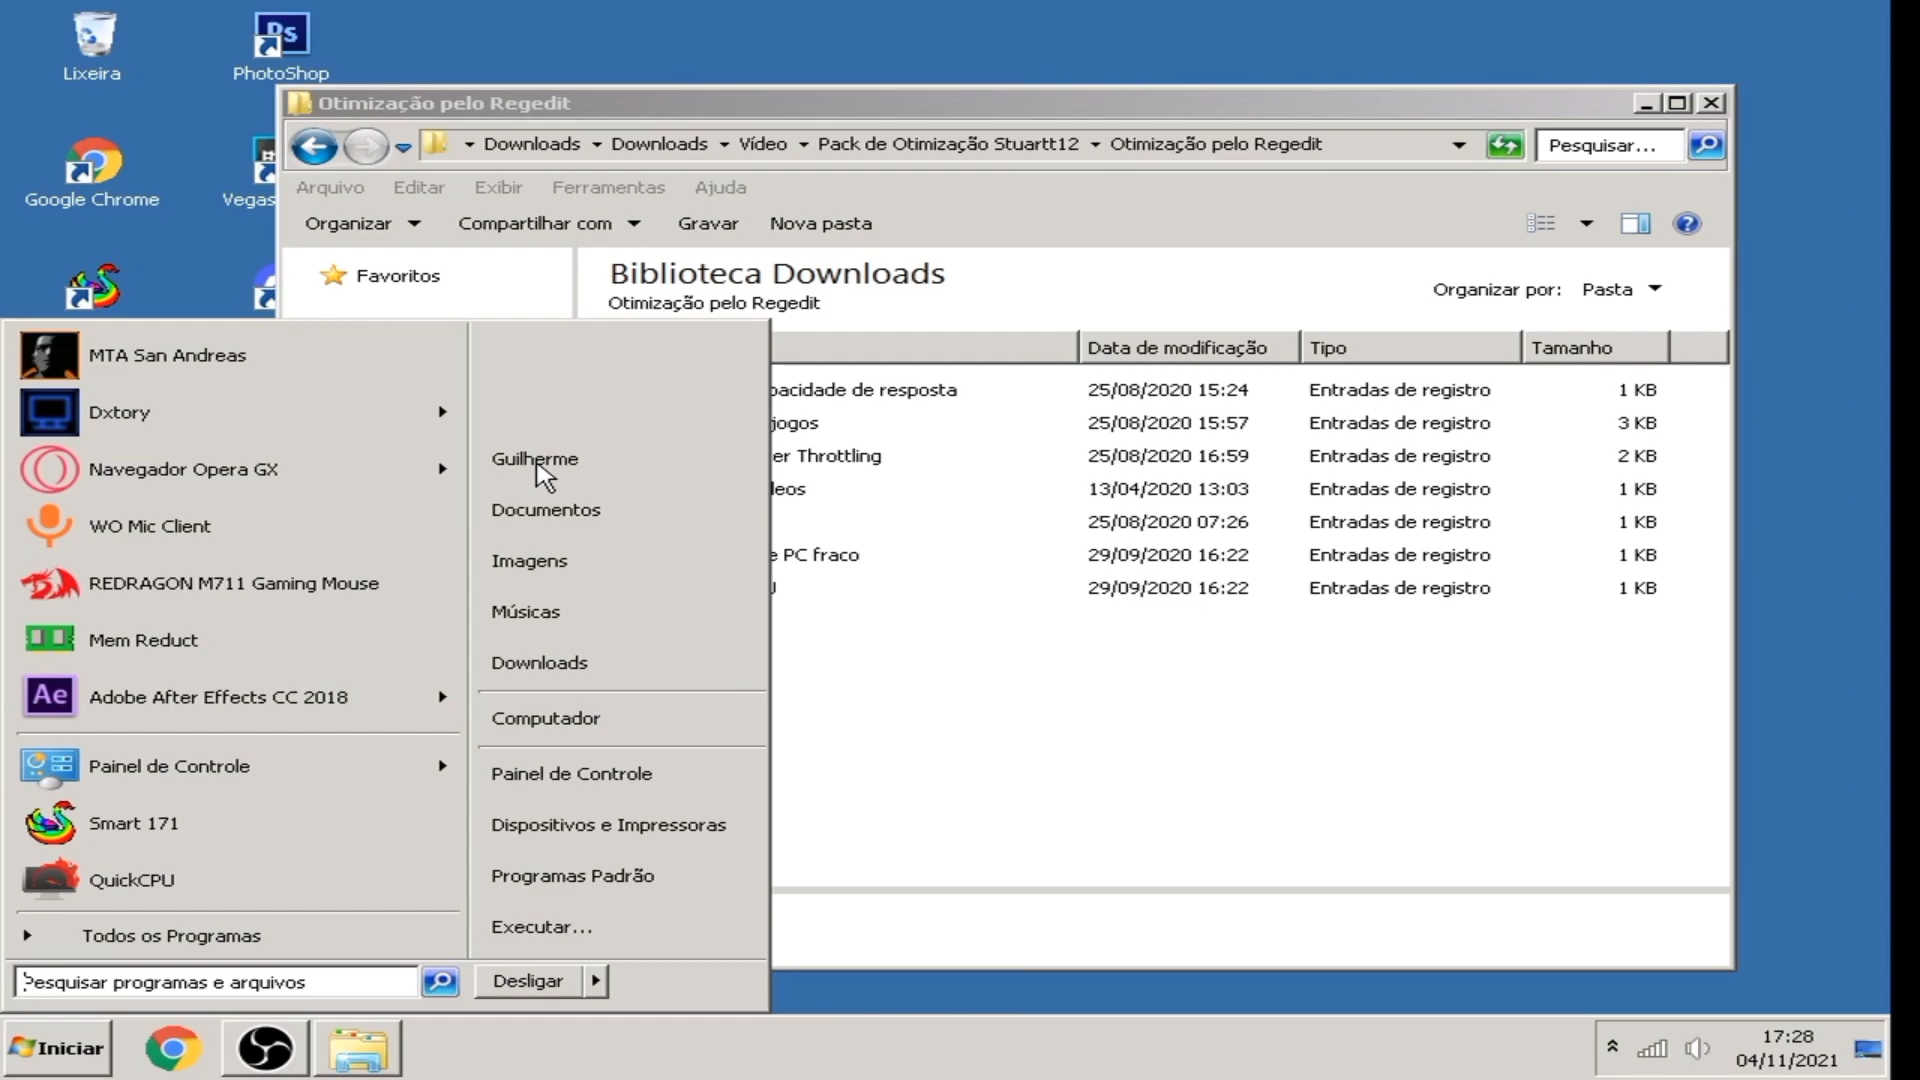 Lixeira
PhotoShop
Google Chrome
Vegas
Otimização pelo Regedit
Downloads
Downloads
Vídeo
Pack de Otimização Stuartt12
Otimização pelo Regedit
Pesquisar...
Arquivo
Editar
Exibir
Ferramentas
Ajuda
Organizar
Compartilhar com
Gravar
Nova pasta
Favoritos
Biblioteca Downloads
Otimização pelo Regedit
Organizar por:
Pasta
Data de modificação
Tipo
Tamanho
pacidade de resposta
25/08/2020 15:24
Entradas de registro
1 KB
jogos
25/08/2020 15:57
Entradas de registro
3 KB
er Throttling
25/08/2020 16:59
Entradas de registro
2 KB
leos
13/04/2020 13:03
Entradas de registro
1 KB
25/08/2020 07:26
Entradas de registro
1 KB
e PC fraco
29/09/2020 16:22
Entradas de registro
1 KB
29/09/2020 16:22
Entradas de registro
1 KB
MTA San Andreas
Dxtory
Navegador Opera GX
WO Mic Client
REDRAGON M711 Gaming Mouse
Mem Reduct
Ae
Adobe After Effects CC 2018
Painel de Controle
Smart 171
QuickCPU
Todos os Programas
Pesquisar programas e arquivos
Guilherme
Documentos
Imagens
Músicas
Downloads
Computador
Painel de Controle
Dispositivos e Impressoras
Programas Padrão
Executar...
Desligar
Iniciar
17:28
04/11/2021